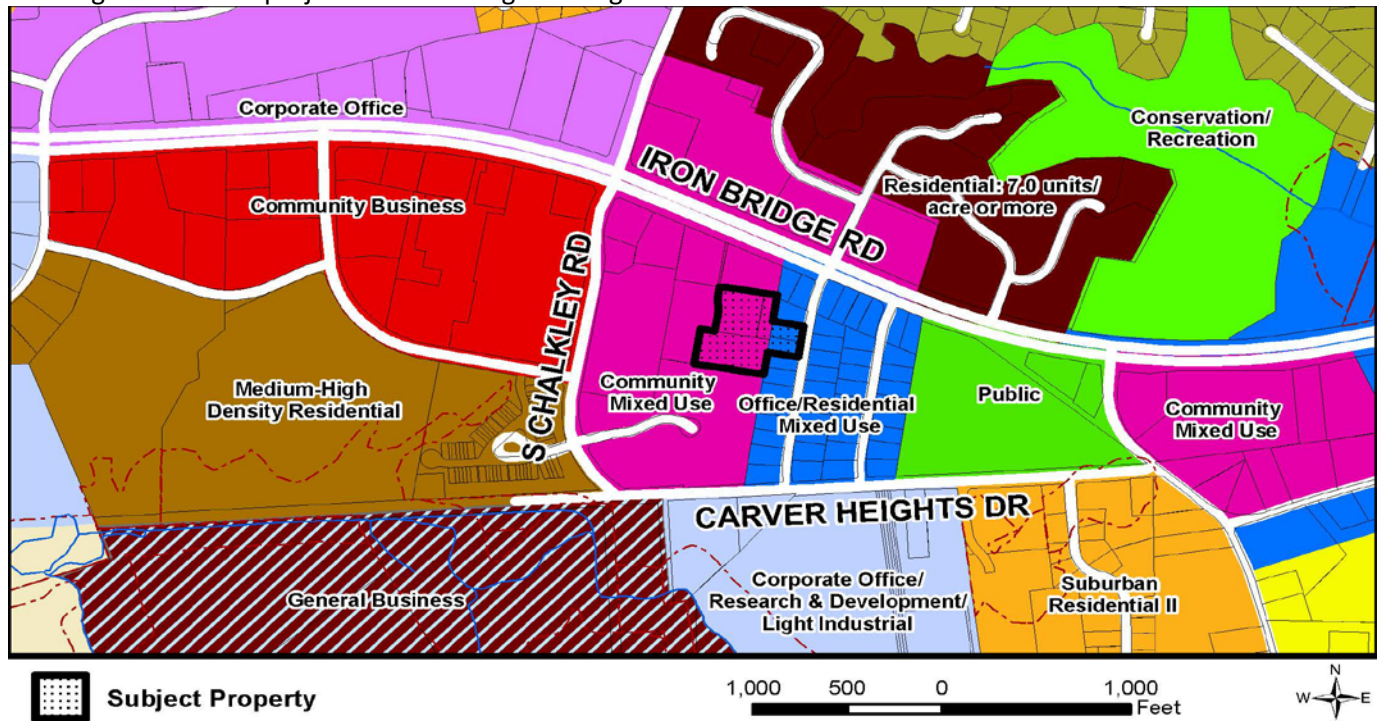 Corporate Office
Conservation/
Recreation
IRON BRIDGE RD
Residential: 7.0 units/
acre or more
Community Business
S CHALKLEY RD
Medium-High
Density Residential
Community
Mixed Use
Office/Residential
Mixed Use
Public
Community
Mixed Use
CARVER HEIGHTS DR
General Business
Corporate Office/
Research & Development/
Light Industrial
Suburban
Residential II
Subject Property
1,000 500 0 1,000
Feet
N
W E
S